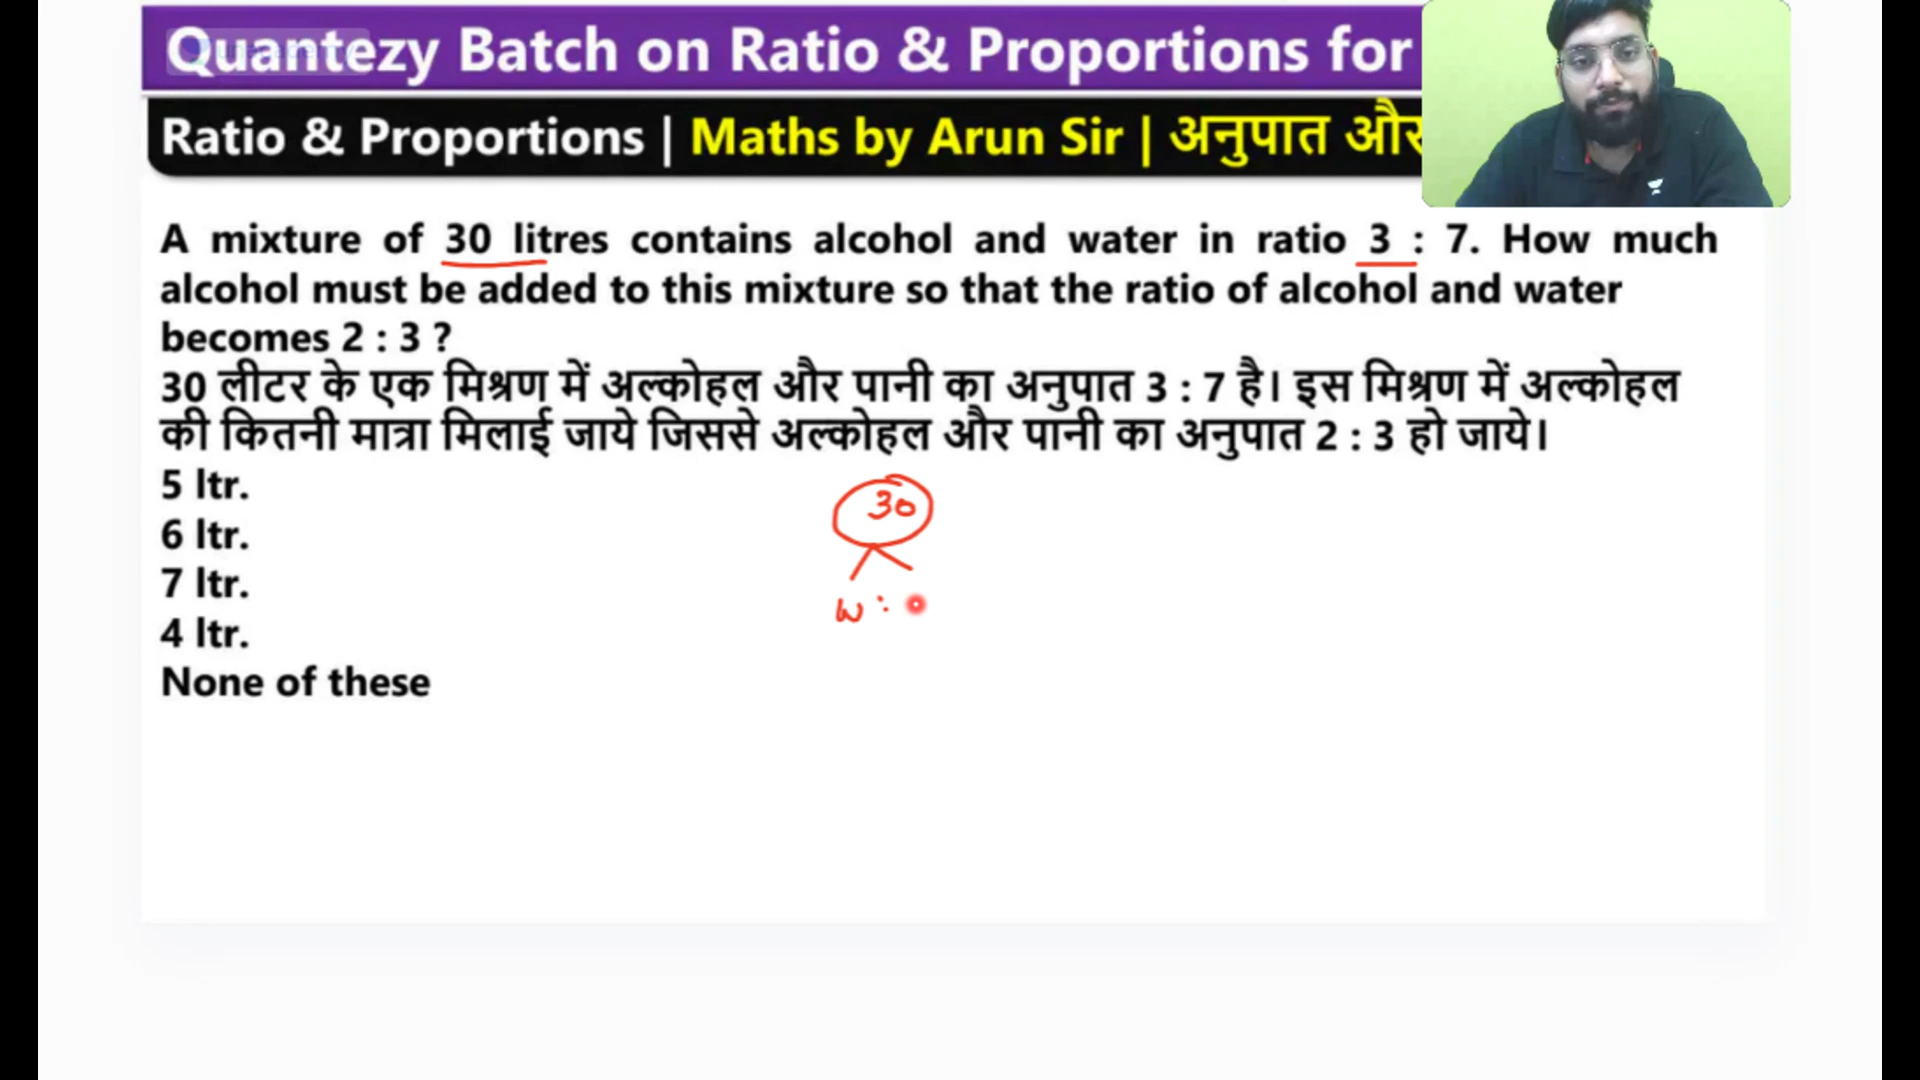 Quantezy Batch on Ratio & Proportions for
Ratio & Proportions | Maths by Arun Sir | अनुपात और
A mixture of 30 litres contains alcohol and water in ratio 3 : 7. How much
alcohol must be added to this mixture so that the ratio of alcohol and water
becomes 2 : 3 ?
30 लीटर के एक मिश्रण में अल्कोहल और पानी का अनुपात 3 : 7 है। इस मिश्रण में अल्कोहल
की कितनी मात्रा मिलाई जाये जिससे अल्कोहल और पानी का अनुपात 2 : 3 हो जाये।
5 ltr.
6 ltr.
7 ltr.
4 ltr.
None of these
30
w :